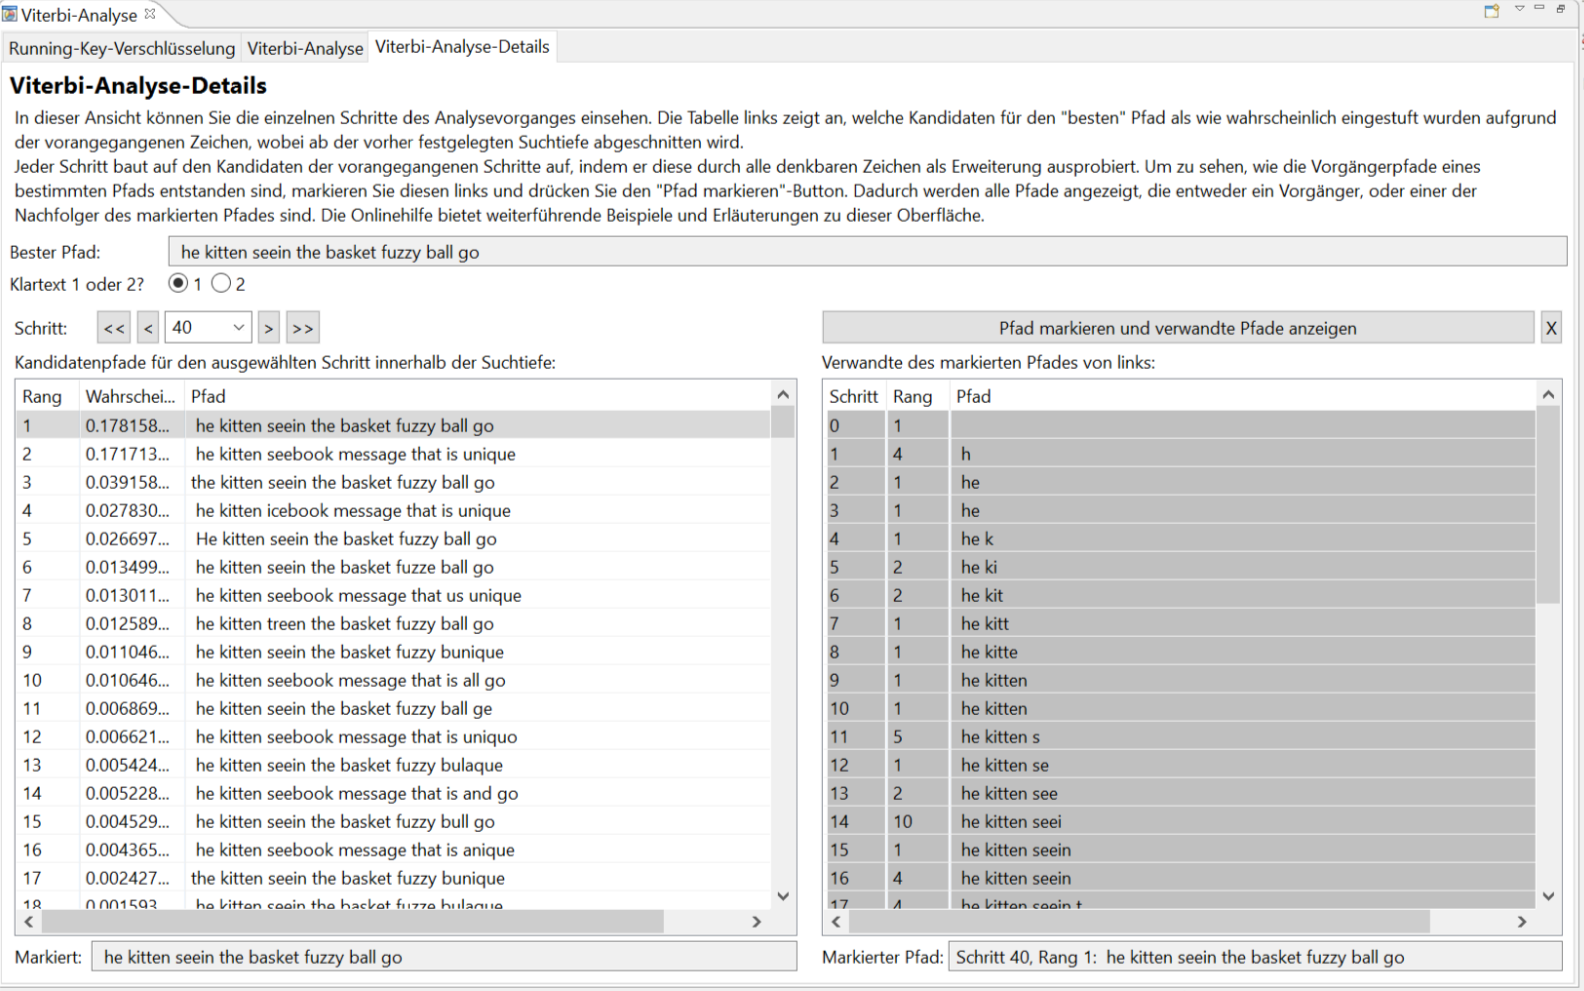 Viterbi-Analyse
Running-Key-Verschlüsselung Viterbi-Analyse Viterbi-Analyse-Details
Viterbi-Analyse-Details
In dieser Ansicht können Sie die einzelnen Schritte des Analysevorganges einsehen. Die Tabelle links zeigt an, welche Kandidaten für den "besten" Pfad als wie wahrscheinlich eingestuft wurden aufgrund
der vorangegangenen Zeichen, wobei ab der vorher festgelegten Suchtiefe abgeschnitten wird.
Jeder Schritt baut auf den Kandidaten der vorangegangenen Schritte auf, indem er diese durch alle denkbaren Zeichen als Erweiterung ausprobiert. Um zu sehen, wie die Vorgängerpfade eines
bestimmten Pfads entstanden sind, markieren Sie diesen links und drücken Sie den "Pfad markieren"-Button. Dadurch werden alle Pfade angezeigt, die entweder ein Vorgänger, oder einer der
Nachfolger des markierten Pfades sind. Die Onlinehilfe bietet weiterführende Beispiele und Erläuterungen zu dieser Oberfläche.
Bester Pfad: he kitten seein the basket fuzzy ball go
Klartext 1 oder 2? 1 2
Schritt: << < 40 > >>
Kandidatenpfade für den ausgewählten Schritt innerhalb der Suchtiefe:
Rang Wahrschei... Pfad
1 0.178158... he kitten seein the basket fuzzy ball go
2 0.171713... he kitten seebook message that is unique
3 0.039158... the kitten seein the basket fuzzy ball go
4 0.027830... he kitten icebook message that is unique
5 0.026697... He kitten seein the basket fuzzy ball go
6 0.013499... he kitten seein the basket fuzze ball go
7 0.013011... he kitten seebook message that us unique
8 0.012589... he kitten treen the basket fuzzy ball go
9 0.011046... he kitten seein the basket fuzzy bunique
10 0.010646... he kitten seebook message that is all go
11 0.006869... he kitten seein the basket fuzzy ball ge
12 0.006621... he kitten seebook message that is uniquo
13 0.005424... he kitten seein the basket fuzzy bulaque
14 0.005228... he kitten seebook message that is and go
15 0.004529... he kitten seein the basket fuzzy bull go
16 0.004365... he kitten seebook message that is anique
17 0.002427... the kitten seein the basket fuzzy bunique
18 0.001593... he kitten seein the basket fuzze bulaque
Markiert: he kitten seein the basket fuzzy ball go
Pfad markieren und verwandte Pfade anzeigen X
Verwandte des markierten Pfades von links:
Schritt Rang Pfad
0 1
1 4 h
2 1 he
3 1 he
4 1 he k
5 2 he ki
6 2 he kit
7 1 he kitt
8 1 he kitte
9 1 he kitten
10 1 he kitten
11 5 he kitten s
12 1 he kitten se
13 2 he kitten see
14 10 he kitten seei
15 1 he kitten seein
16 4 he kitten seein
17 4 he kitten seein t
Markierter Pfad: Schritt 40, Rang 1: he kitten seein the basket fuzzy ball go